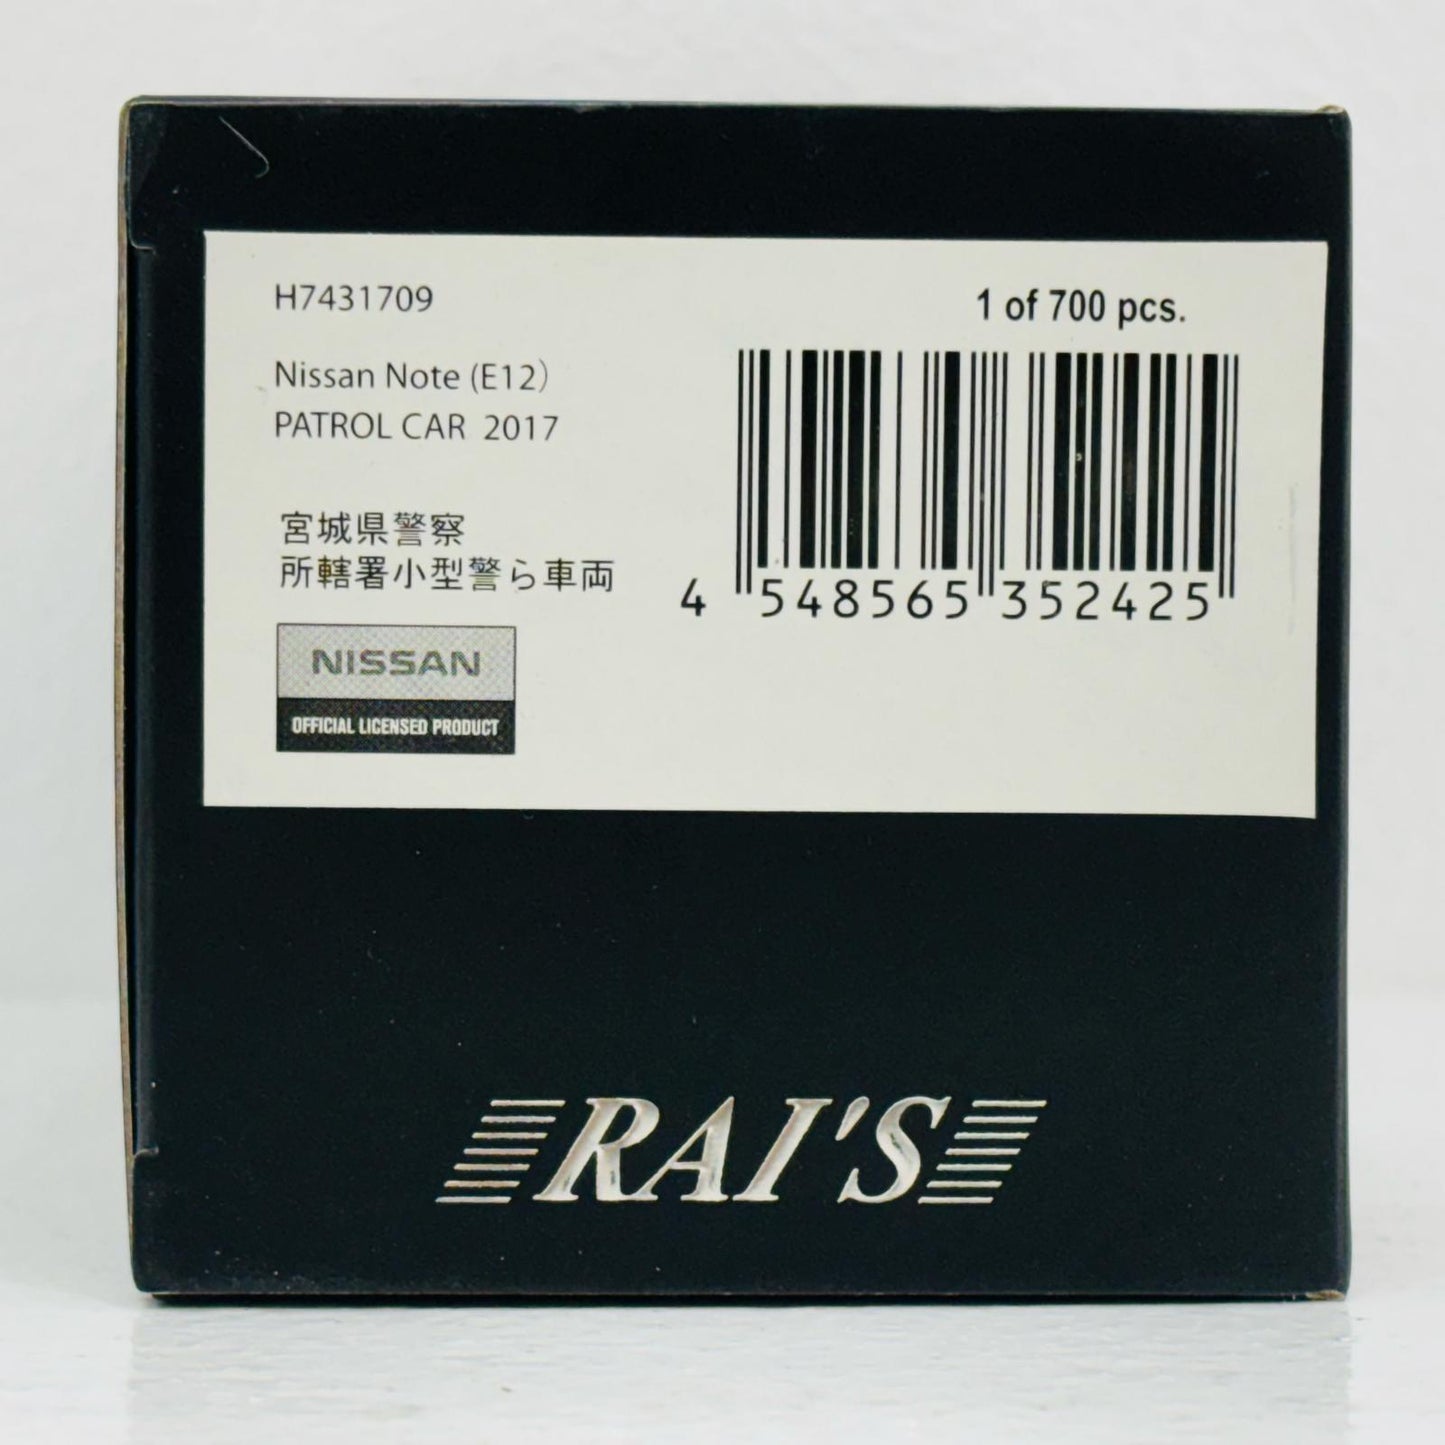 H7431709
1 of 700 pcs.
Nissan Note (E12)
PATROL CAR 2017
宮城県警察
所轄署小型警ら車両
4 548565 352425
NISSAN
OFFICIAL LICENSED PRODUCT
RAI'S